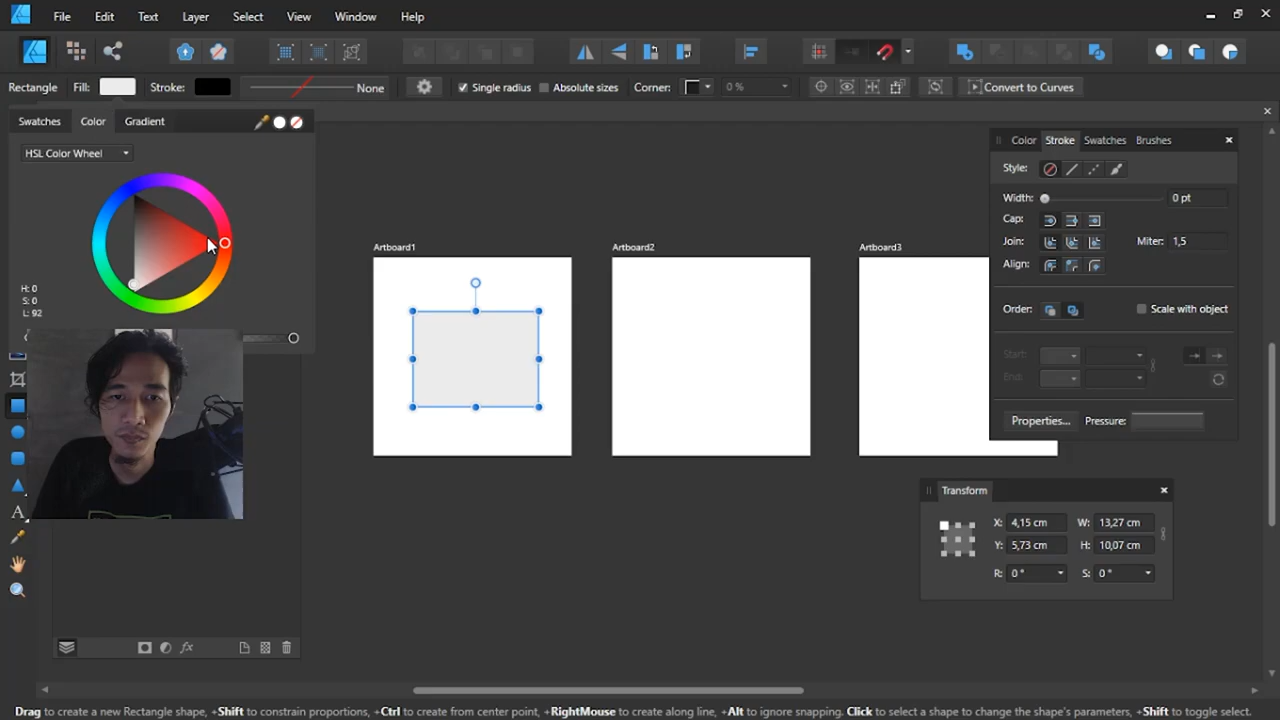 File Edit Text Select Layer View Window Help
Rectangle Fill: Stroke: None Single radius Absolute sizes Corner: 0 % Convert to Curves
Swatches Color Gradient
HSL Color Wheel
H: 0
S: 0
L: 92
Artboard1 Artboard2 Artboard3
Color Stroke Swatches Brushes
Style:
Width: 0 pt
Cap:
Join: Miter: 1,5
Align:
Order: Scale with object
Start:
End:
Properties... Pressure:
Transform
X: 4,15 cm W: 13,27 cm
Y: 5,73 cm H: 10,07 cm
R: 0 ° S: 0 °
A
fx
Drag to create a new Rectangle shape, +Shift to constrain proportions, +Ctrl to create from center point, +RightMouse to create along line, +Alt to ignore snapping. Click to select a shape to change the shape's parameters, +Shift to toggle select.